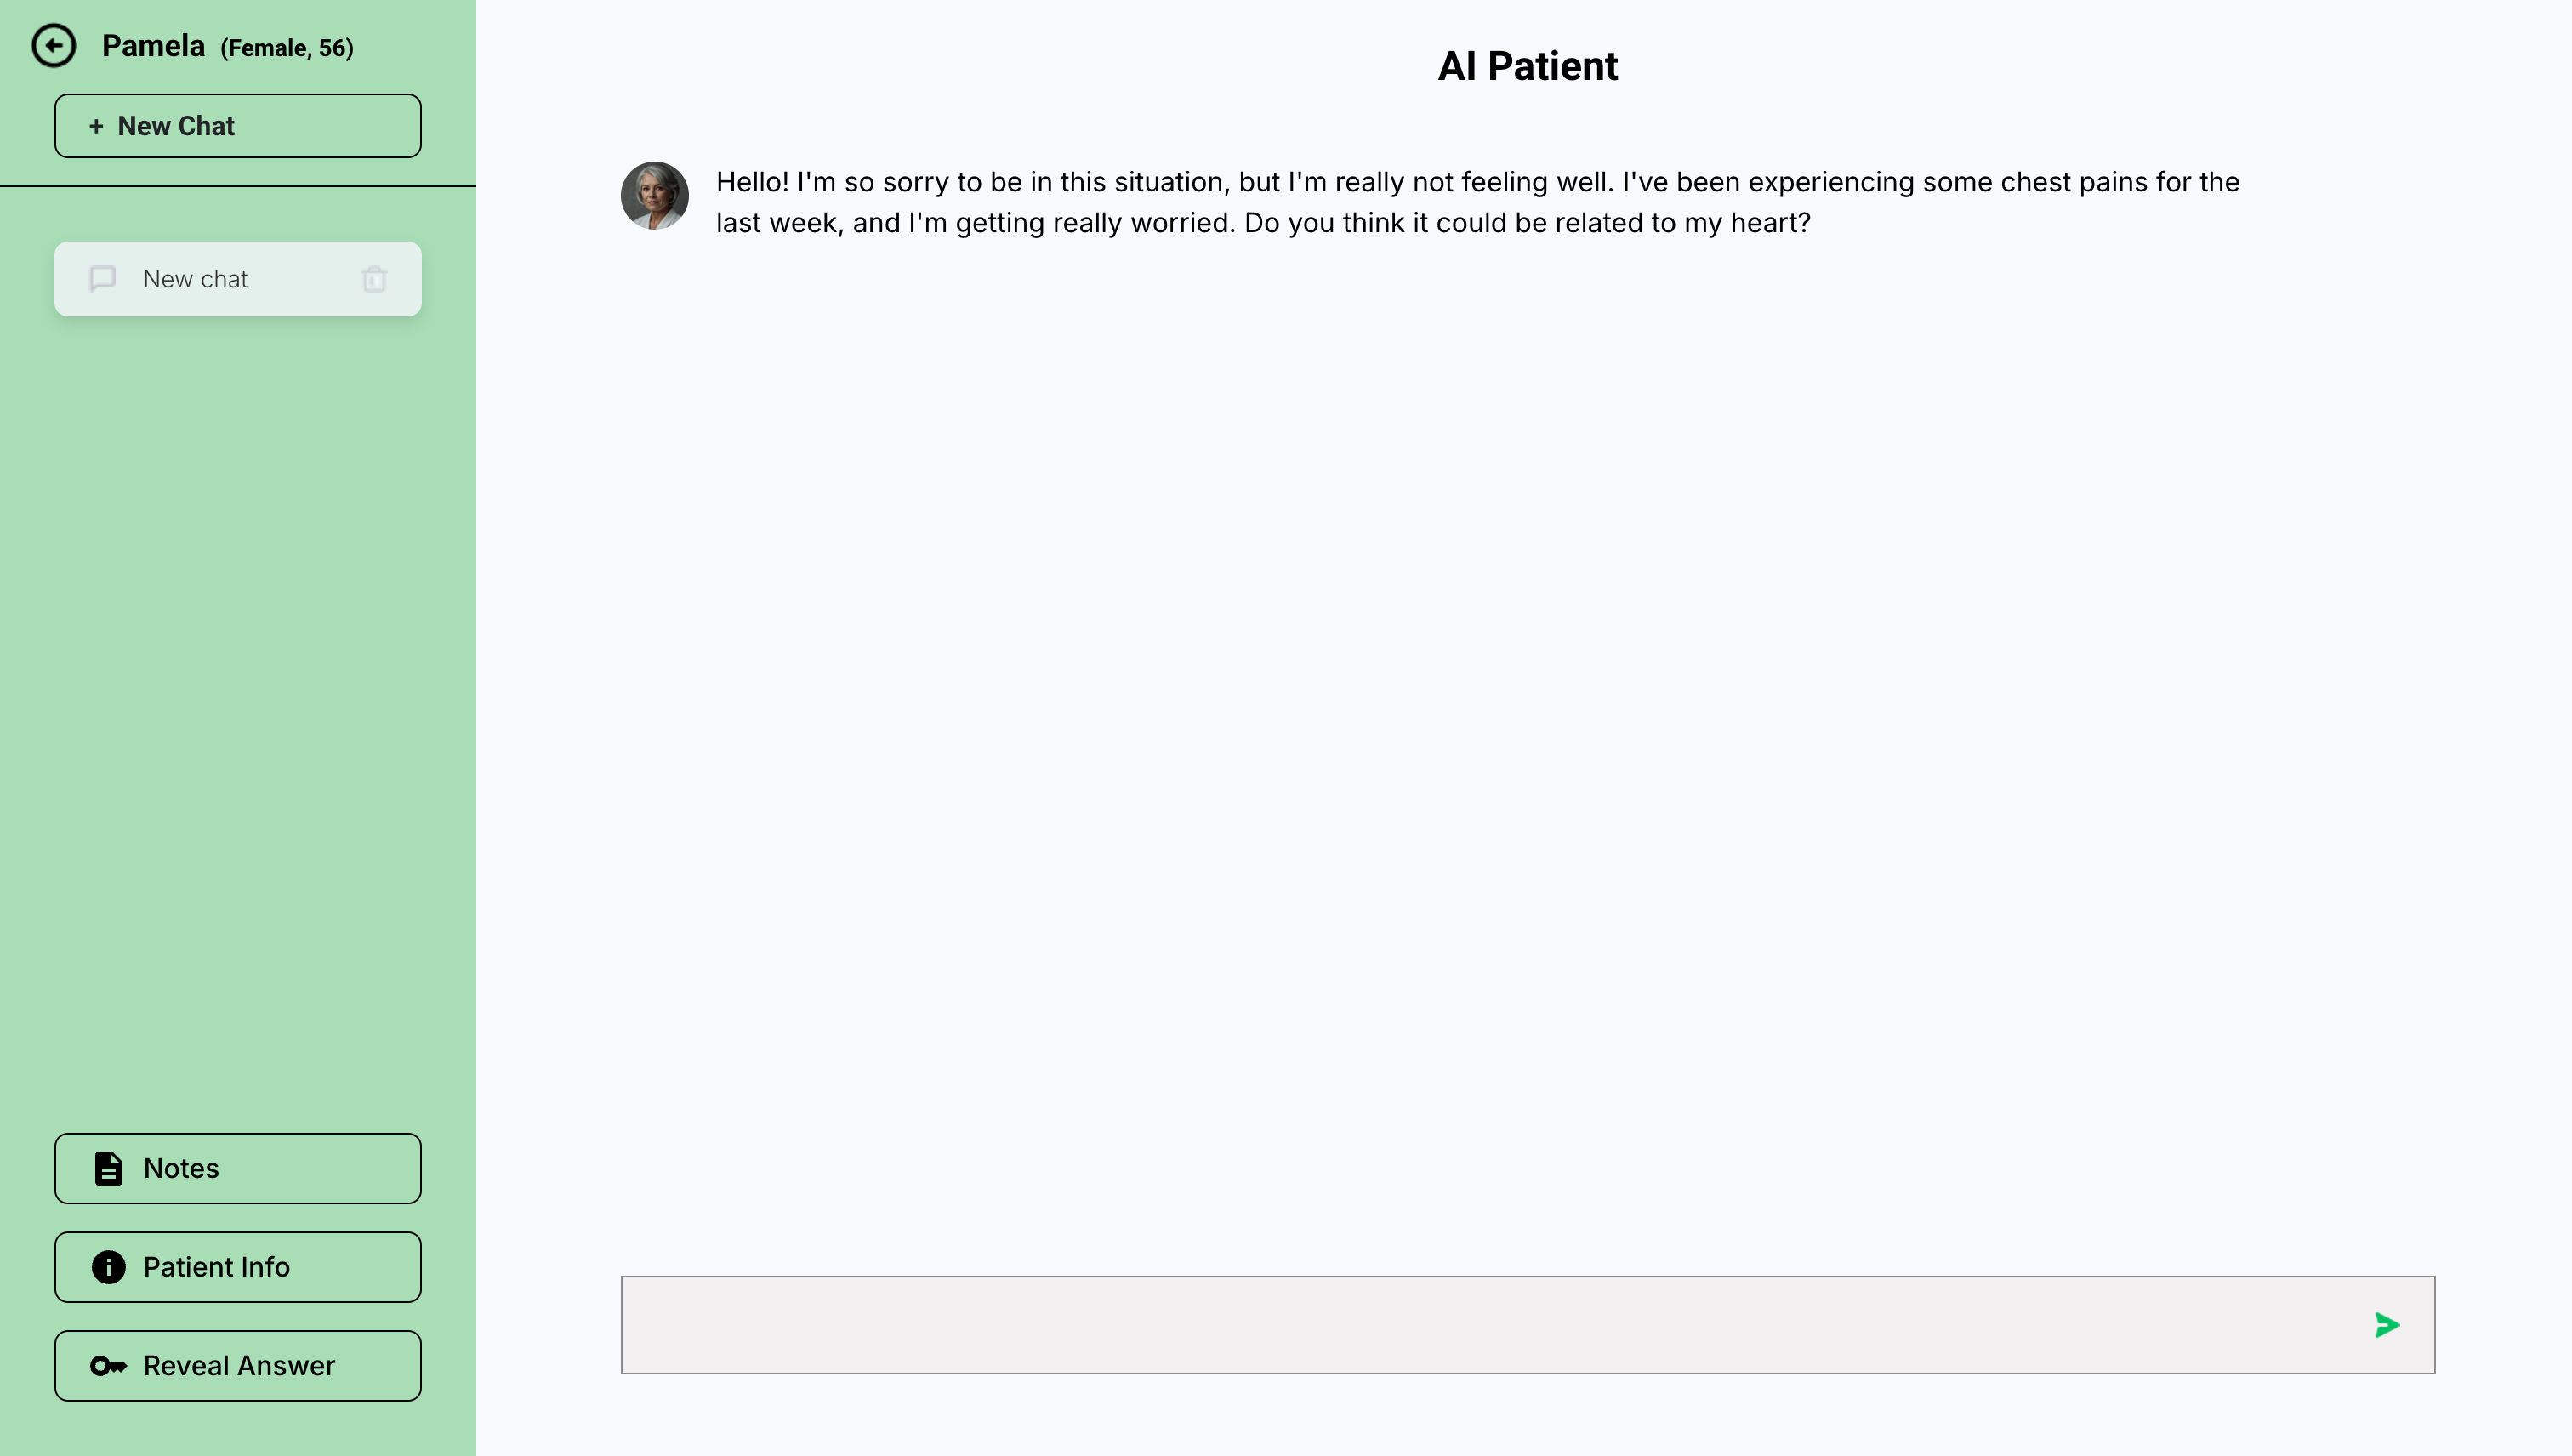 Pamela (Female, 56)
+ New Chat
New chat
Notes
Patient Info
Reveal Answer
AI Patient
Hello! I'm so sorry to be in this situation, but I'm really not feeling well. I've been experiencing some chest pains for the
last week, and I'm getting really worried. Do you think it could be related to my heart?